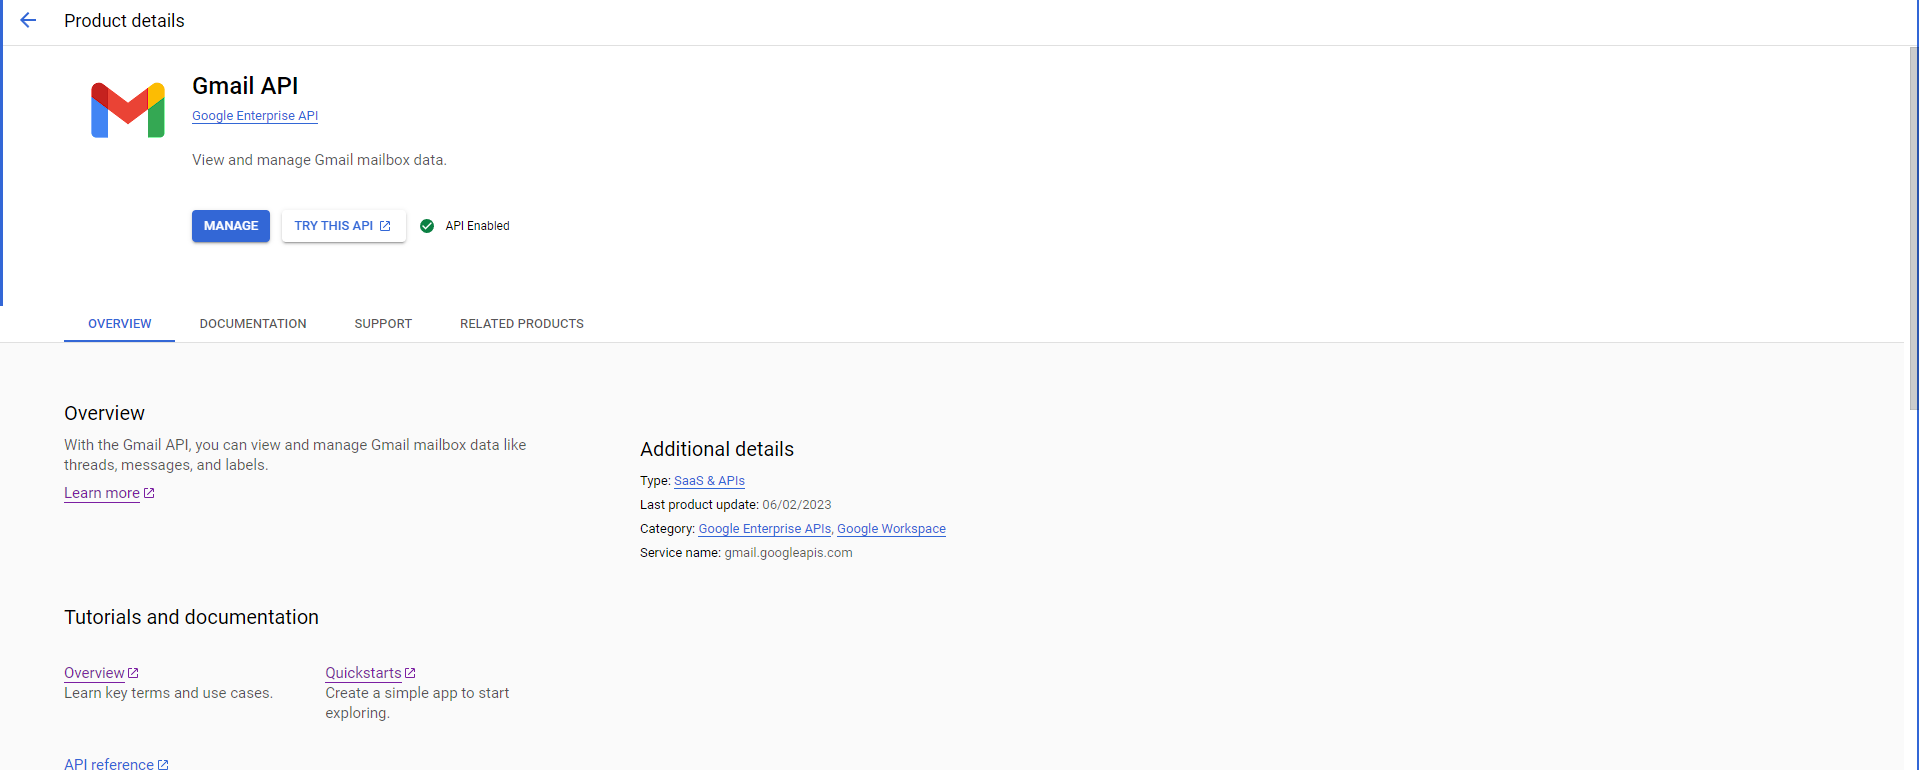 Product details
Gmail API
Google Enterprise API
View and manage Gmail mailbox data.
MANAGE
TRY THIS API
API Enabled
OVERVIEW
DOCUMENTATION
SUPPORT
RELATED PRODUCTS
Overview
With the Gmail API, you can view and manage Gmail mailbox data like
threads, messages, and labels.
Learn more
Additional details
Type: SaaS & APIs
Last product update: 06/02/2023
Category: Google Enterprise APIs, Google Workspace
Service name: gmail.googleapis.com
Tutorials and documentation
Overview
Learn key terms and use cases.
Quickstarts
Create a simple app to start
exploring.
API reference